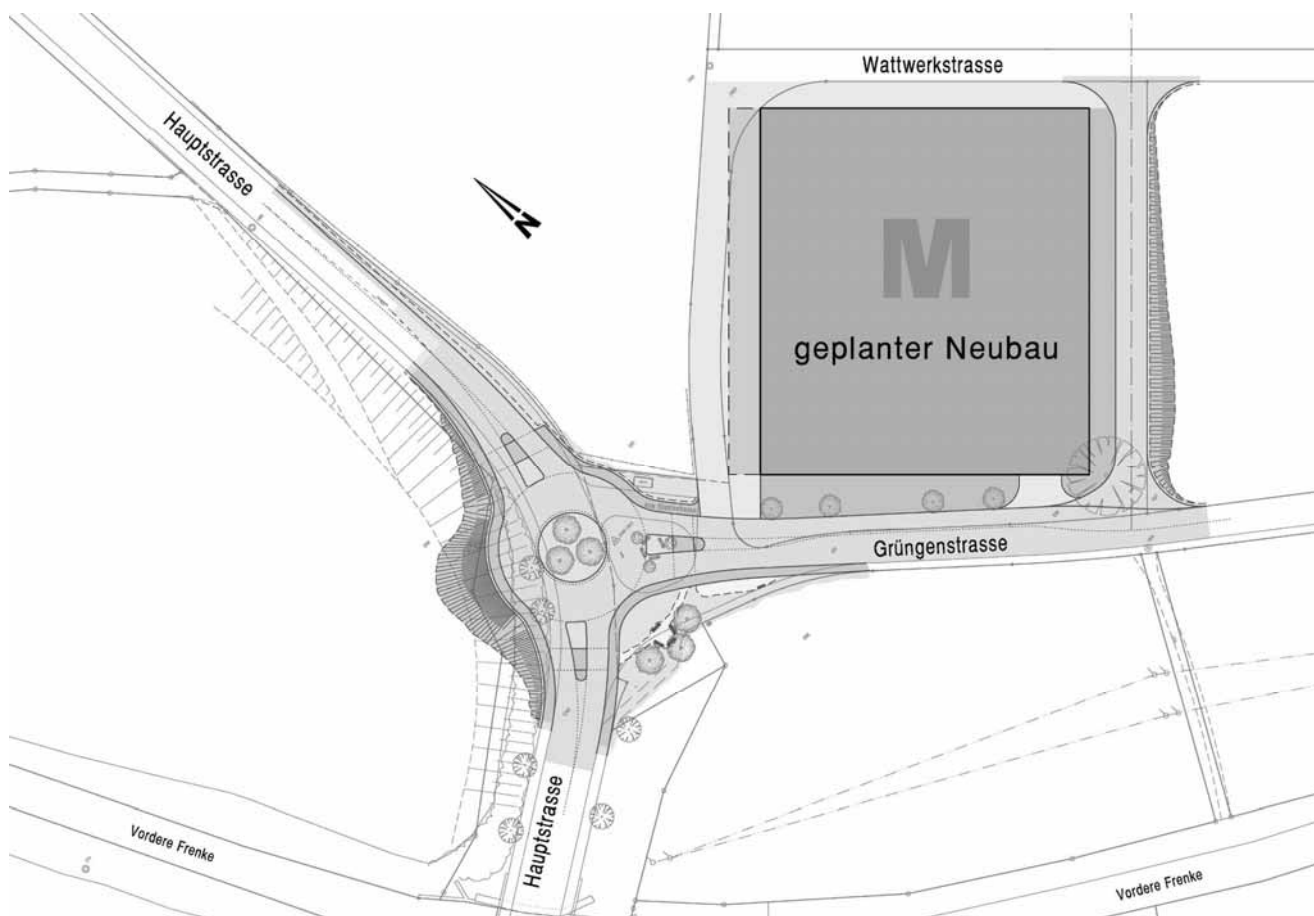 Wattwerkstrasse
Hauptstrasse
N
M
geplanter Neubau
Grüngenstrasse
Hauptstrasse
Vordere Frenke
Vordere Frenke